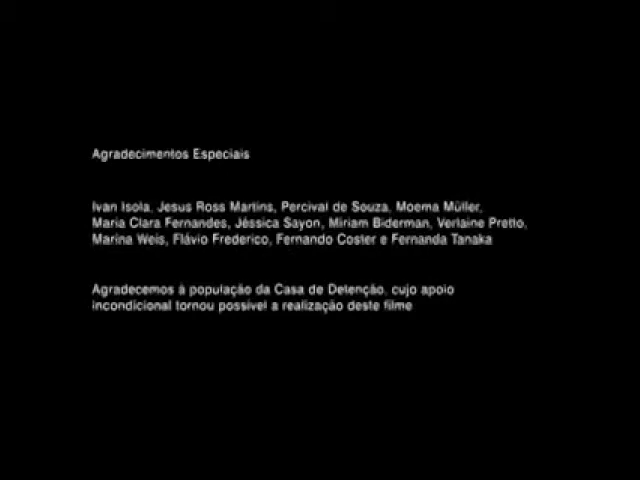 Agradecimentos Especiais
Ivan Isola, Jesus Ross Martins, Percival de Souza, Moema Müller,
Maria Clara Fernandes, Jéssica Sayon, Miriam Biderman, Verlaine Pretto,
Marina Weis, Flávio Frederico, Fernando Coster e Fernanda Tanaka
Agradecemos à população da Casa de Detenção, cujo apoio
incondicional tornou possível a realização deste filme